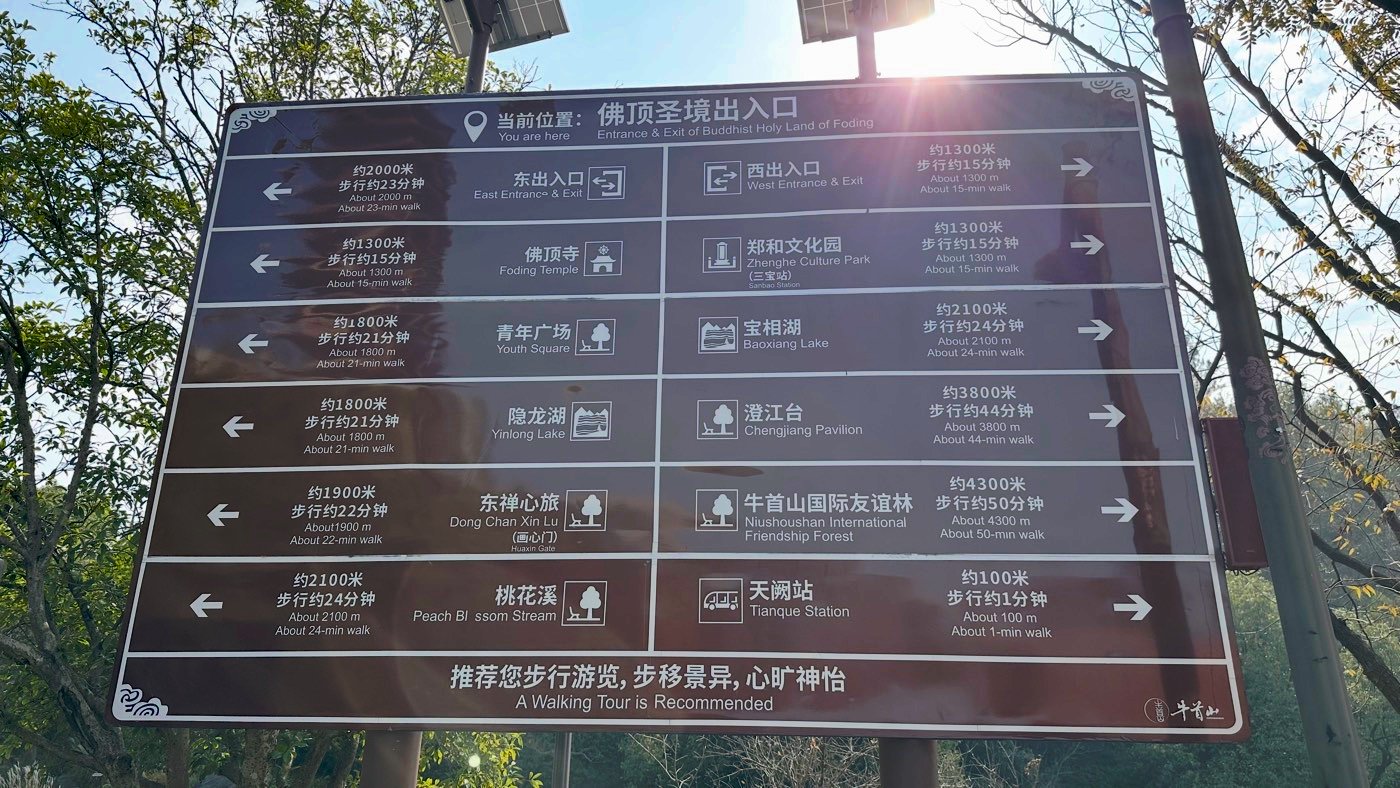 当前位置：佛顶圣境出入口
You are here Entrance & Exit of Buddhist Holy Land of Foding
约2000米
步行约23分钟
About 2000 m
About 23-min walk
东出入口
East Entrance & Exit
西出入口
West Entrance & Exit
约1300米
步行约15分钟
About 1300 m
About 15-min walk
约1300米
步行约15分钟
About 1300 m
About 15-min walk
佛顶寺
Foding Temple
郑和文化园
Zhenghe Culture Park
(三宝站)
Sanbao Station
约1300米
步行约15分钟
About 1300 m
About 15-min walk
约1800米
步行约21分钟
About 1800 m
About 21-min walk
青年广场
Youth Square
宝相湖
Baoxiang Lake
约2100米
步行约24分钟
About 2100 m
About 24-min walk
约1800米
步行约21分钟
About 1800 m
About 21-min walk
隐龙湖
Yinlong Lake
澄江台
Chengjiang Pavilion
约3800米
步行约44分钟
About 3800 m
About 44-min walk
约1900米
步行约22分钟
About1900 m
About 22-min walk
东禅心旅
Dong Chan Xin Lu
(画心门)
Huaxin Gate
牛首山国际友谊林
Niushoushan International
Friendship Forest
约4300米
步行约50分钟
About 4300 m
About 50-min walk
约2100米
步行约24分钟
About 2100 m
About 24-min walk
桃花溪
Peach Bl ssom Stream
天阙站
Tianque Station
约100米
步行约1分钟
About 100 m
About 1-min walk
推荐您步行游览，步移景异，心旷神怡
A Walking Tour is Recommended
牛首山